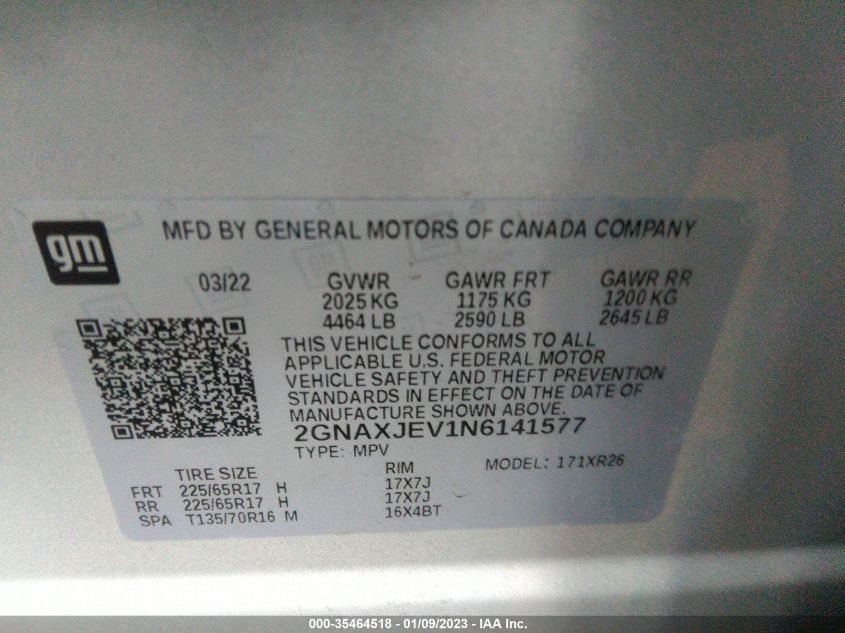 gm
MFD BY GENERAL MOTORS OF CANADA COMPANY
03/22 GVWR GAWR FRT GAWR RR
2025 KG 1175 KG 1200 KG
4464 LB 2590 LB 2645 LB
THIS VEHICLE CONFORMS TO ALL
APPLICABLE U.S. FEDERAL MOTOR
VEHICLE SAFETY AND THEFT PREVENTION
STANDARDS IN EFFECT ON THE DATE OF
MANUFACTURE SHOWN ABOVE.
2GNAXJEV1N6141577
TYPE: MPV MODEL: 171XR26
TIRE SIZE RIM
FRT 225/65R17 H 17X7J
RR 225/65R17 H 17X7J
SPA T135/70R16 M 16X4BT
000-35464518 - 01/09/2023 - IAA Inc.